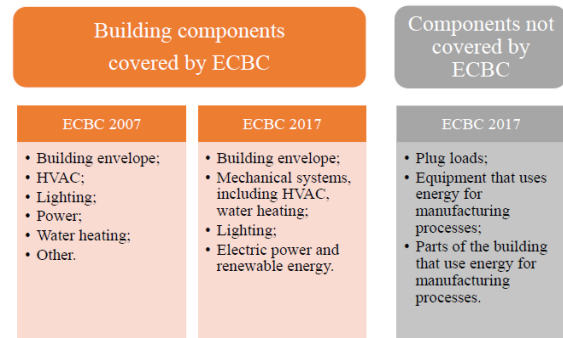 Building components
covered by ECBC
Components not
covered by
ECBC
ECBC 2007
• Building envelope;
• HVAC;
• Lighting;
• Power;
• Water heating;
• Other.
ECBC 2017
• Building envelope;
• Mechanical systems,
including HVAC,
water heating;
• Lighting;
• Electric power and
renewable energy.
ECBC 2017
• Plug loads;
• Equipment that uses
energy for
manufacturing
processes;
• Parts of the building
that use energy for
manufacturing
processes.